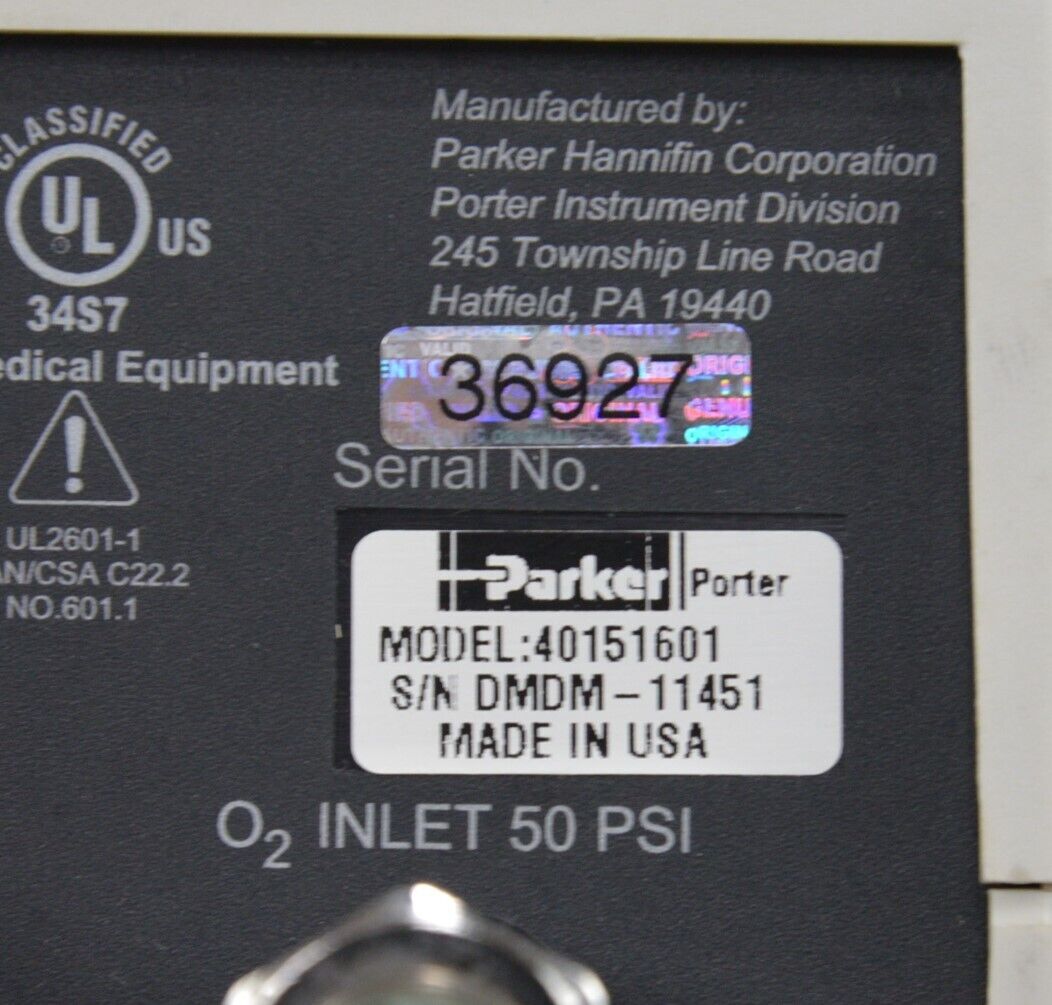 CLASSIFIED
UL
US
34S7
edical Equipment
UL2601-1
AN/CSA C22.2
NO.601.1
Manufactured by:
Parker Hannifin Corporation
Porter Instrument Division
245 Township Line Road
Hatfield, PA 19440
VALID
36927
ORIGINAL
Serial No.
Parker Porter
MODEL:40151601
S/N DMDM-11451
MADE IN USA
O₂ INLET 50 PSI